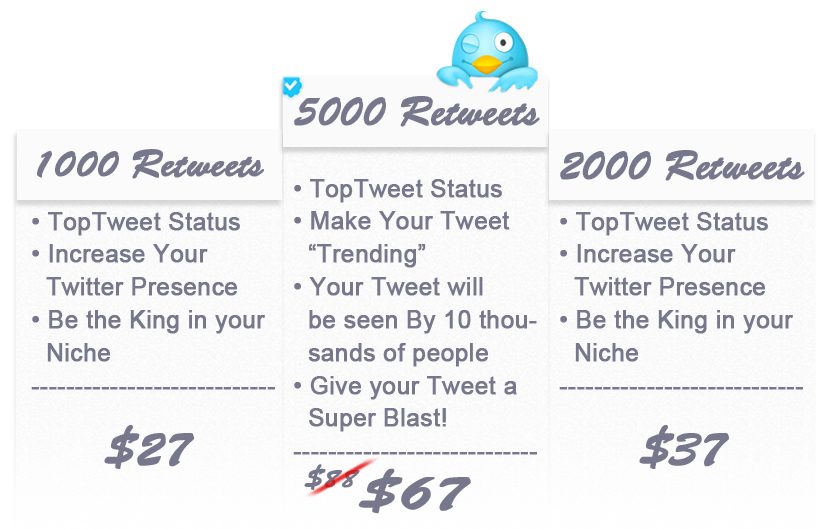 1000 Retweets
• TopTweet Status
• Increase Your
Twitter Presence
• Be the King in your
Niche
---------------------------
$27
5000 Retweets
• TopTweet Status
• Make Your Tweet
“Trending”
• Your Tweet will
be seen By 10 thou-
sands of people
• Give your Tweet a
Super Blast!
---------------------------
$88 $67
2000 Retweets
• TopTweet Status
• Increase Your
Twitter Presence
• Be the King in your
Niche
---------------------------
$37